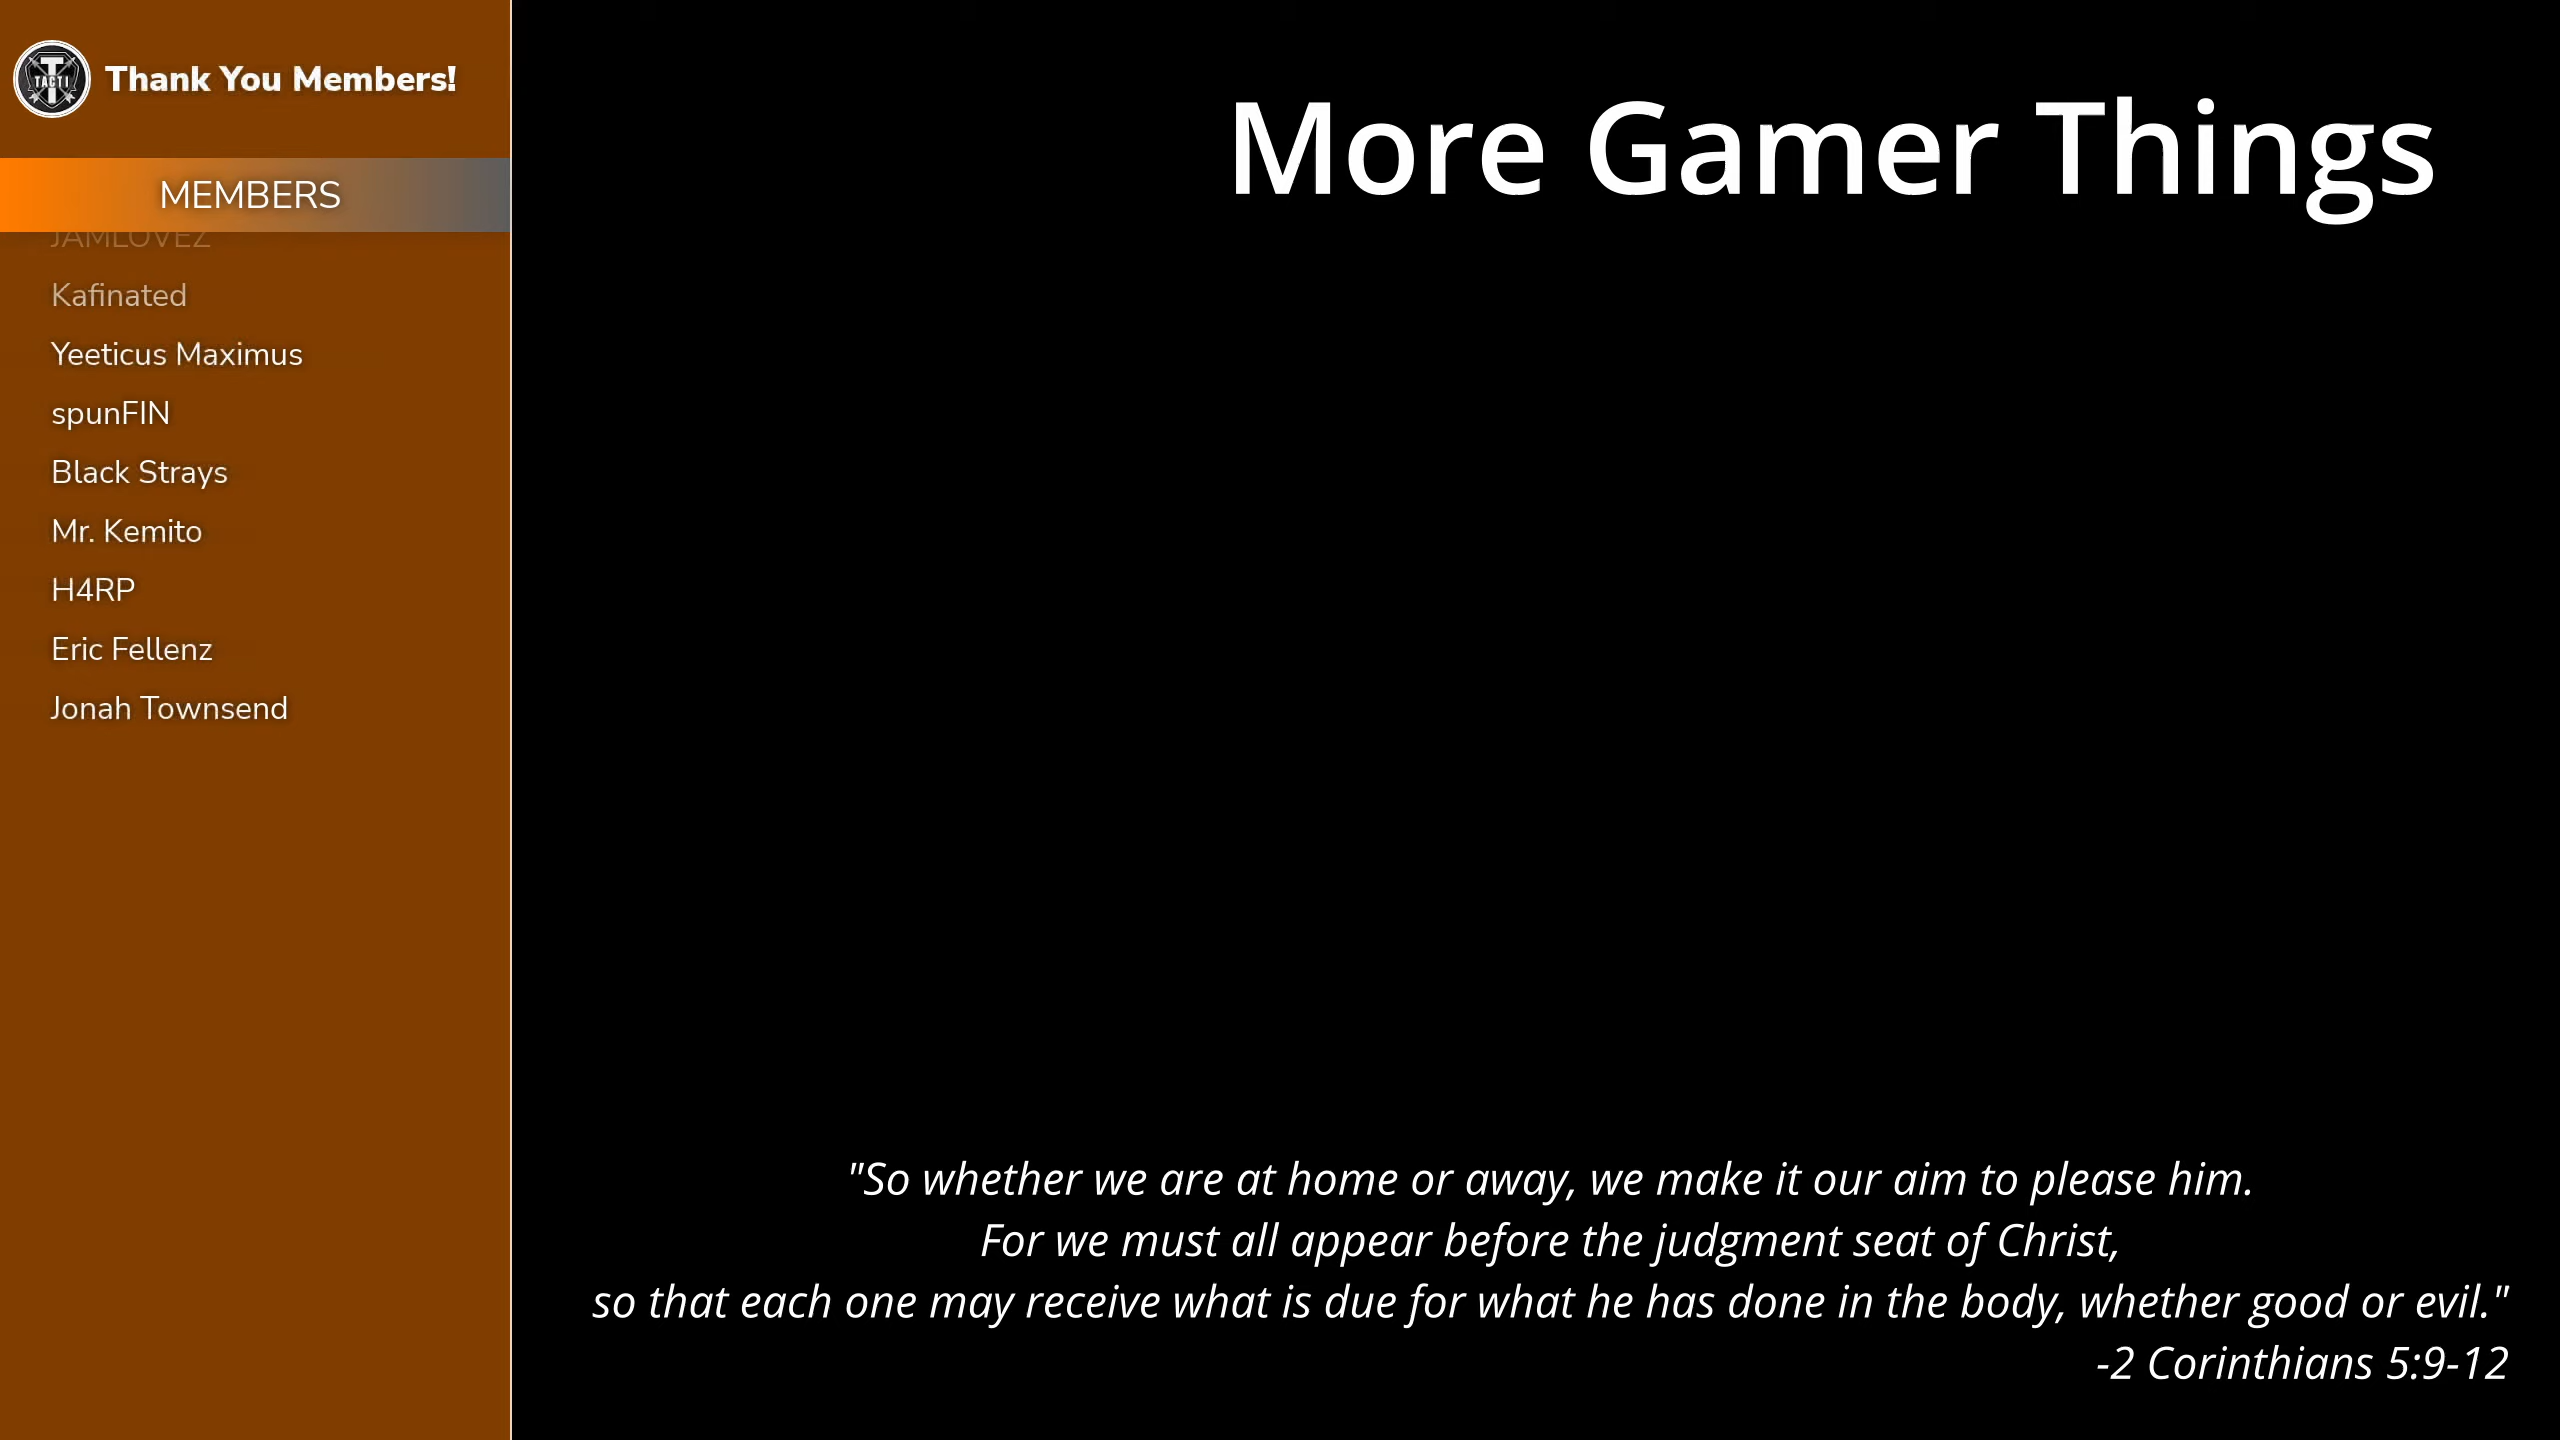 TACTI
Thank You Members!
MEMBERS
JAMLOVEZ
Kafinated
Yeeticus Maximus
spunFIN
Black Strays
Mr. Kemito
H4RP
Eric Fellenz
Jonah Townsend
More Gamer Things
"So whether we are at home or away, we make it our aim to please him.
For we must all appear before the judgment seat of Christ,
so that each one may receive what is due for what he has done in the body, whether good or evil."
-2 Corinthians 5:9-12